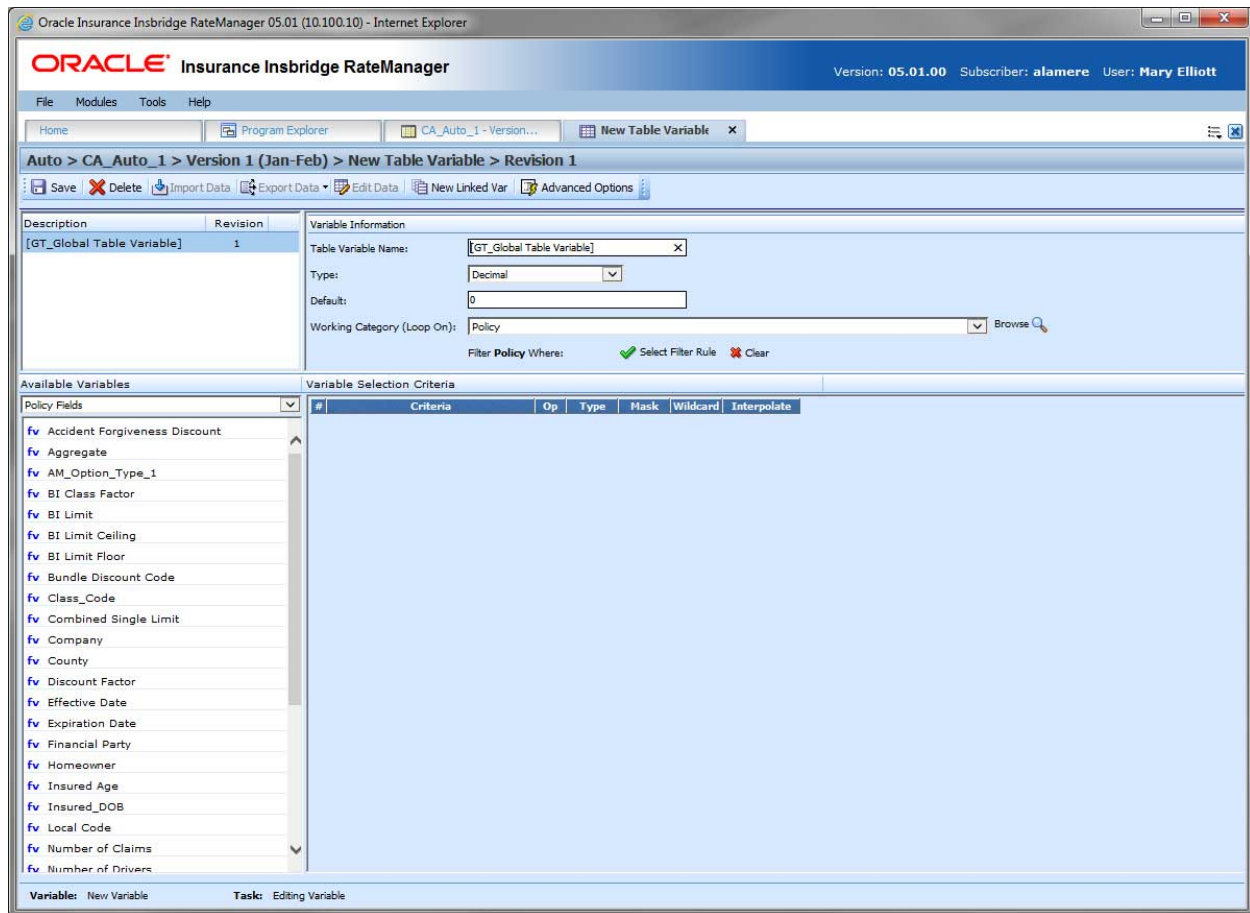 Oracle Insurance Insbridge RateManager 05.01 (10.100.10) - Internet Explorer
ORACLE Insurance Insbridge RateManager
Version: 05.01.00 Subscriber: alamere User: Mary Elliott
File Modules Tools Help
Home Program Explorer CA_Auto_1 - Version... New Table Variable
Auto > CA_Auto_1 > Version 1 (Jan-Feb) > New Table Variable > Revision 1
Save Delete Import Data Export Data Edit Data New Linked Var Advanced Options
Description Revision
[GT_Global Table Variable] 1
Variable Information
Table Variable Name: [GT_Global Table Variable]
Type: Decimal
Default: 0
Working Category (Loop On): Policy Browse
Filter Policy Where: Select Filter Rule Clear
Available Variables
Policy Fields
fv Accident Forgiveness Discount
fv Aggregate
fv AM_Option_Type_1
fv BI Class Factor
fv BI Limit
fv BI Limit Ceiling
fv BI Limit Floor
fv Bundle Discount Code
fv Class_Code
fv Combined Single Limit
fv Company
fv County
fv Discount Factor
fv Effective Date
fv Expiration Date
fv Financial Party
fv Homeowner
fv Insured Age
fv Insured_DOB
fv Local Code
fv Number of Claims
fv Number of Drivers
Variable Selection Criteria
# Criteria Op Type Mask Wildcard Interpolate
Variable: New Variable Task: Editing Variable